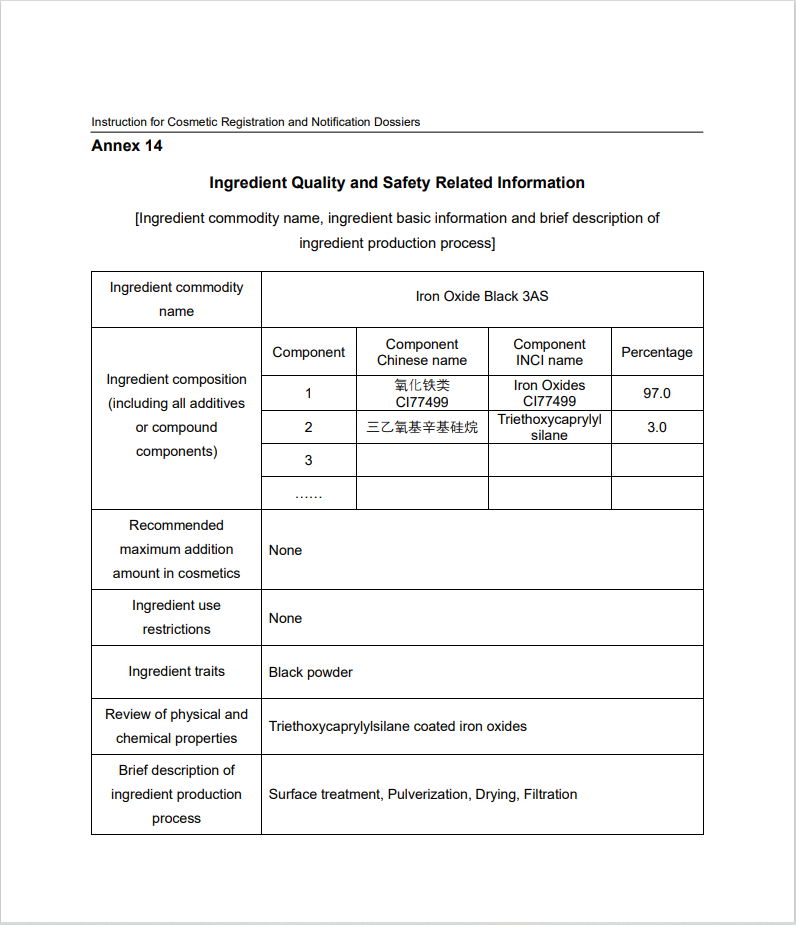 Instruction for Cosmetic Registration and Notification Dossiers
Annex 14
Ingredient Quality and Safety Related Information
[Ingredient commodity name, ingredient basic information and brief description of
ingredient production process]
Ingredient commodity
name
Iron Oxide Black 3AS
Ingredient composition
(including all additives
or compound
components)
Component
Component
Chinese name
Component
INCI name
Percentage
1
氧化铁类
CI77499
Iron Oxides
CI77499
97.0
2
三乙氧基辛基硅烷
Triethoxycaprylyl
silane
3.0
3
……
Recommended
maximum addition
amount in cosmetics
None
Ingredient use
restrictions
None
Ingredient traits
Black powder
Review of physical and
chemical properties
Triethoxycaprylylsilane coated iron oxides
Brief description of
ingredient production
process
Surface treatment, Pulverization, Drying, Filtration